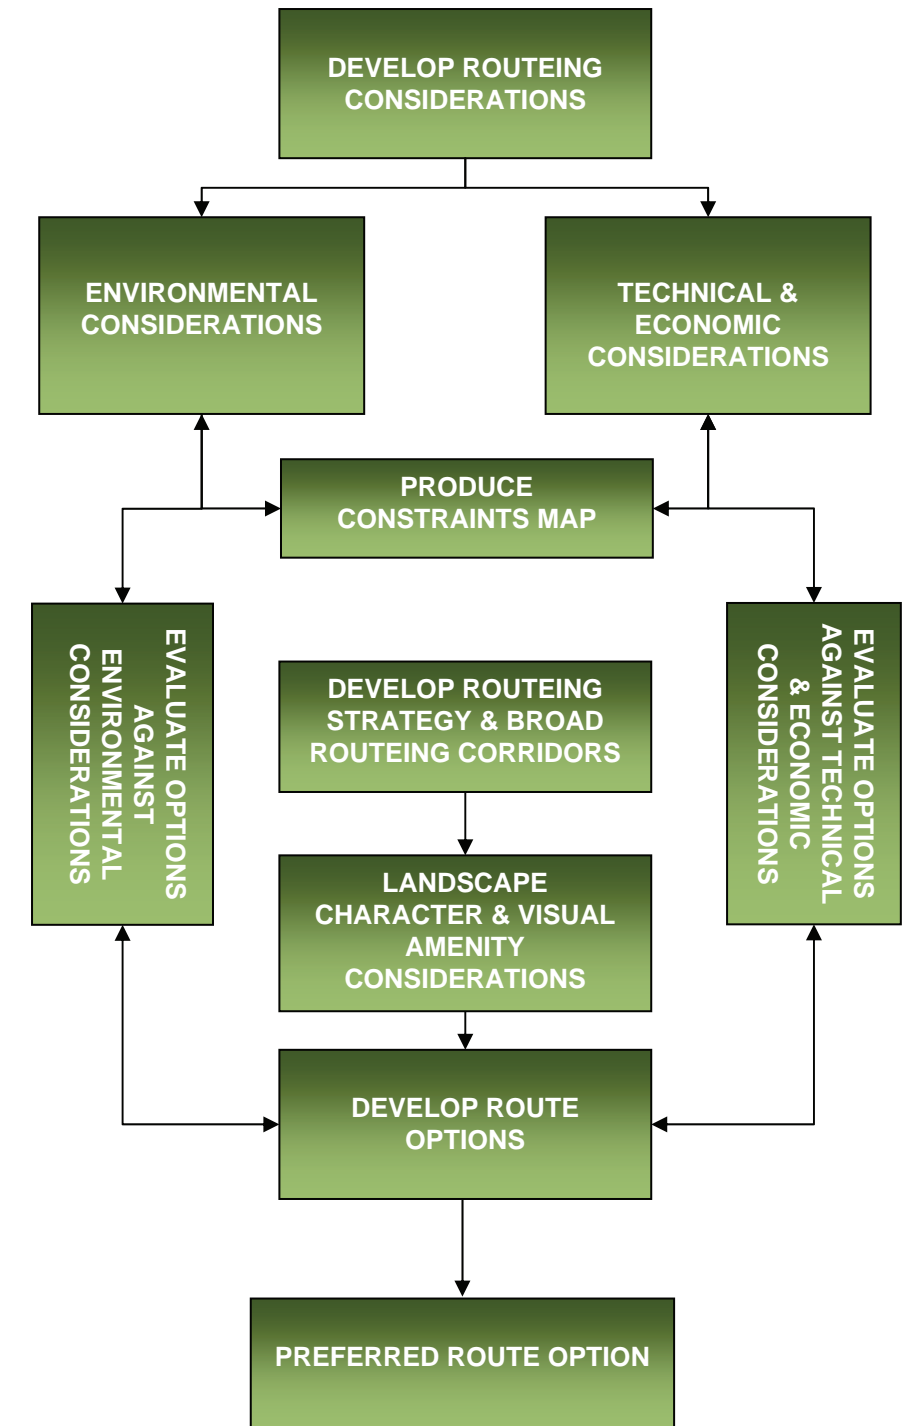 DEVELOP ROUTEING
CONSIDERATIONS
ENVIRONMENTAL
CONSIDERATIONS
TECHNICAL &
ECONOMIC
CONSIDERATIONS
PRODUCE
CONSTRAINTS MAP
EVALUATE OPTIONS
AGAINST
ENVIRONMENTAL
CONSIDERATIONS
DEVELOP ROUTEING
STRATEGY & BROAD
ROUTEING CORRIDORS
EVALUATE OPTIONS
AGAINST TECHNICAL
& ECONOMIC
CONSIDERATIONS
LANDSCAPE
CHARACTER & VISUAL
AMENITY
CONSIDERATIONS
DEVELOP ROUTE
OPTIONS
PREFERRED ROUTE OPTION